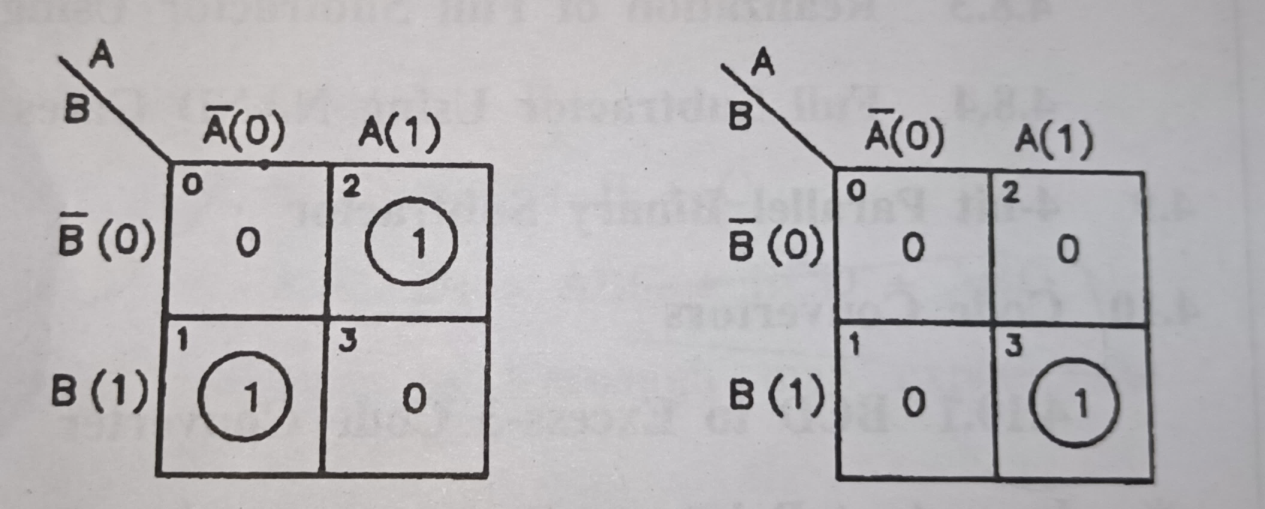 A
B
A̅(0) A(1)
0 2
B̅(0) 0 1
1 3
B(1) 1 0
A
B
A̅(0) A(1)
0 2
B̅(0) 0 0
1 3
B(1) 0 1